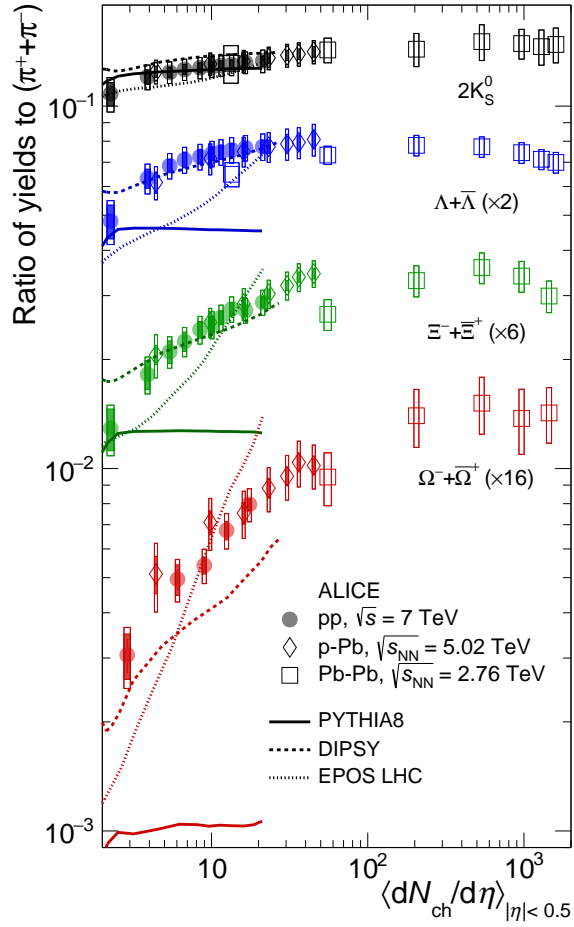 Ratio of yields to (π⁺+π⁻)
10⁻¹
10⁻²
10⁻³
2K⁰_S
Λ+Λ̅ (×2)
Ξ⁻+Ξ̅⁺ (×6)
Ω⁻+Ω̅⁺ (×16)
ALICE
pp, √s = 7 TeV
p-Pb, √s_NN = 5.02 TeV
Pb-Pb, √s_NN = 2.76 TeV
PYTHIA8
DIPSY
EPOS LHC
10 10² 10³
⟨dN_ch/dη⟩_|η|< 0.5